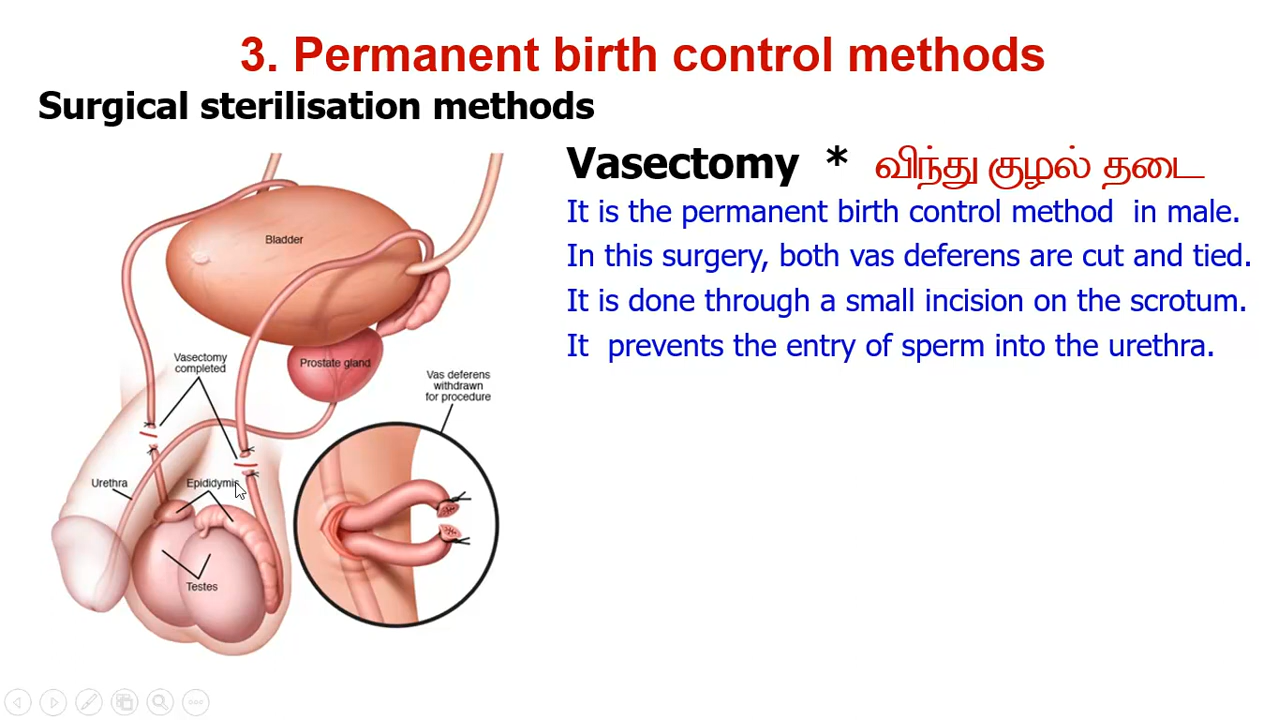 3. Permanent birth control methods
Surgical sterilisation methods
Vasectomy * விந்து குழல் தடை
It is the permanent birth control method in male.
In this surgery, both vas deferens are cut and tied.
It is done through a small incision on the scrotum.
It prevents the entry of sperm into the urethra.
Bladder
Vasectomy
completed
Prostate gland
Vas deferens
withdrawn
for procedure
Urethra
Epididymis
Testes